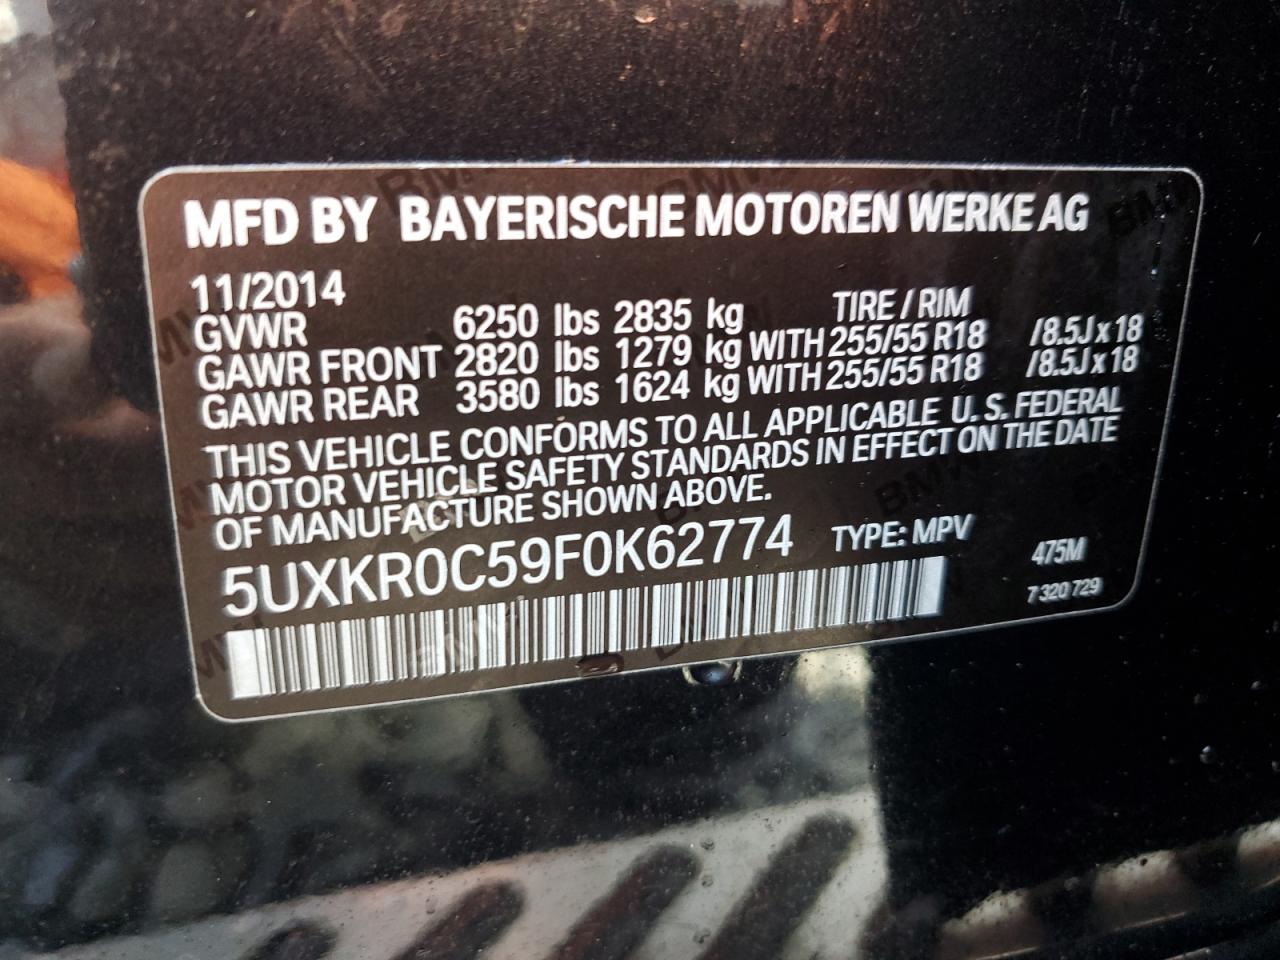 MFD BY BAYERISCHE MOTOREN WERKE AG
11/2014
TIRE / RIM
GVWR 6250 lbs 2835 kg
GAWR FRONT 2820 lbs 1279 kg WITH 255/55 R18 /8.5J x 18
GAWR REAR 3580 lbs 1624 kg WITH 255/55 R18 /8.5J x 18
THIS VEHICLE CONFORMS TO ALL APPLICABLE U. S. FEDERAL
MOTOR VEHICLE SAFETY STANDARDS IN EFFECT ON THE DATE
OF MANUFACTURE SHOWN ABOVE.
5UXKR0C59F0K62774 TYPE: MPV 475M
7 320 729